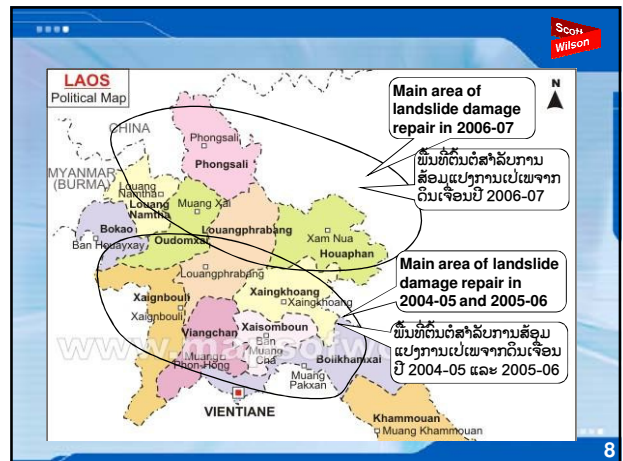 Scott
Wilson
LAOS
Political Map
N
Main area of
landslide damage
repair in 2006-07
CHINA
Phongsali
Phongsali
ພື້ນທີ່ຕົ້ນຕໍສຳລັບການ
ສ້ອມແປງການເປ່ເພຈາກ
ດິນເຈື່ອນປີ 2006-07
MYANMAR
(BURMA)
Louang
Namtha
Louang
Namtha
Muang Xai
Bokao
Ban Houayxay
Oudomxai
Louangphrabang
Xam Nua
Houaphan
Louangphrabang
Main area of landslide
damage repair in
2004-05 and 2005-06
Xaignbouli
Xaignbouli
Xaingkhoang
Xaingkhoang
ພື້ນທີ່ຕົ້ນຕໍສຳລັບການສ້ອມ
ແປງການເປ່ເພຈາກດິນເຈື່ອນ
ປີ 2004-05 ແລະ 2005-06
Viangchan
Xaisomboun
Ban
Muang
Cha
Bolikhamxai
Muang
Phon-Hong
Muang
Pakxan
VIENTIANE
Khammouan
Muang Khammouan
8